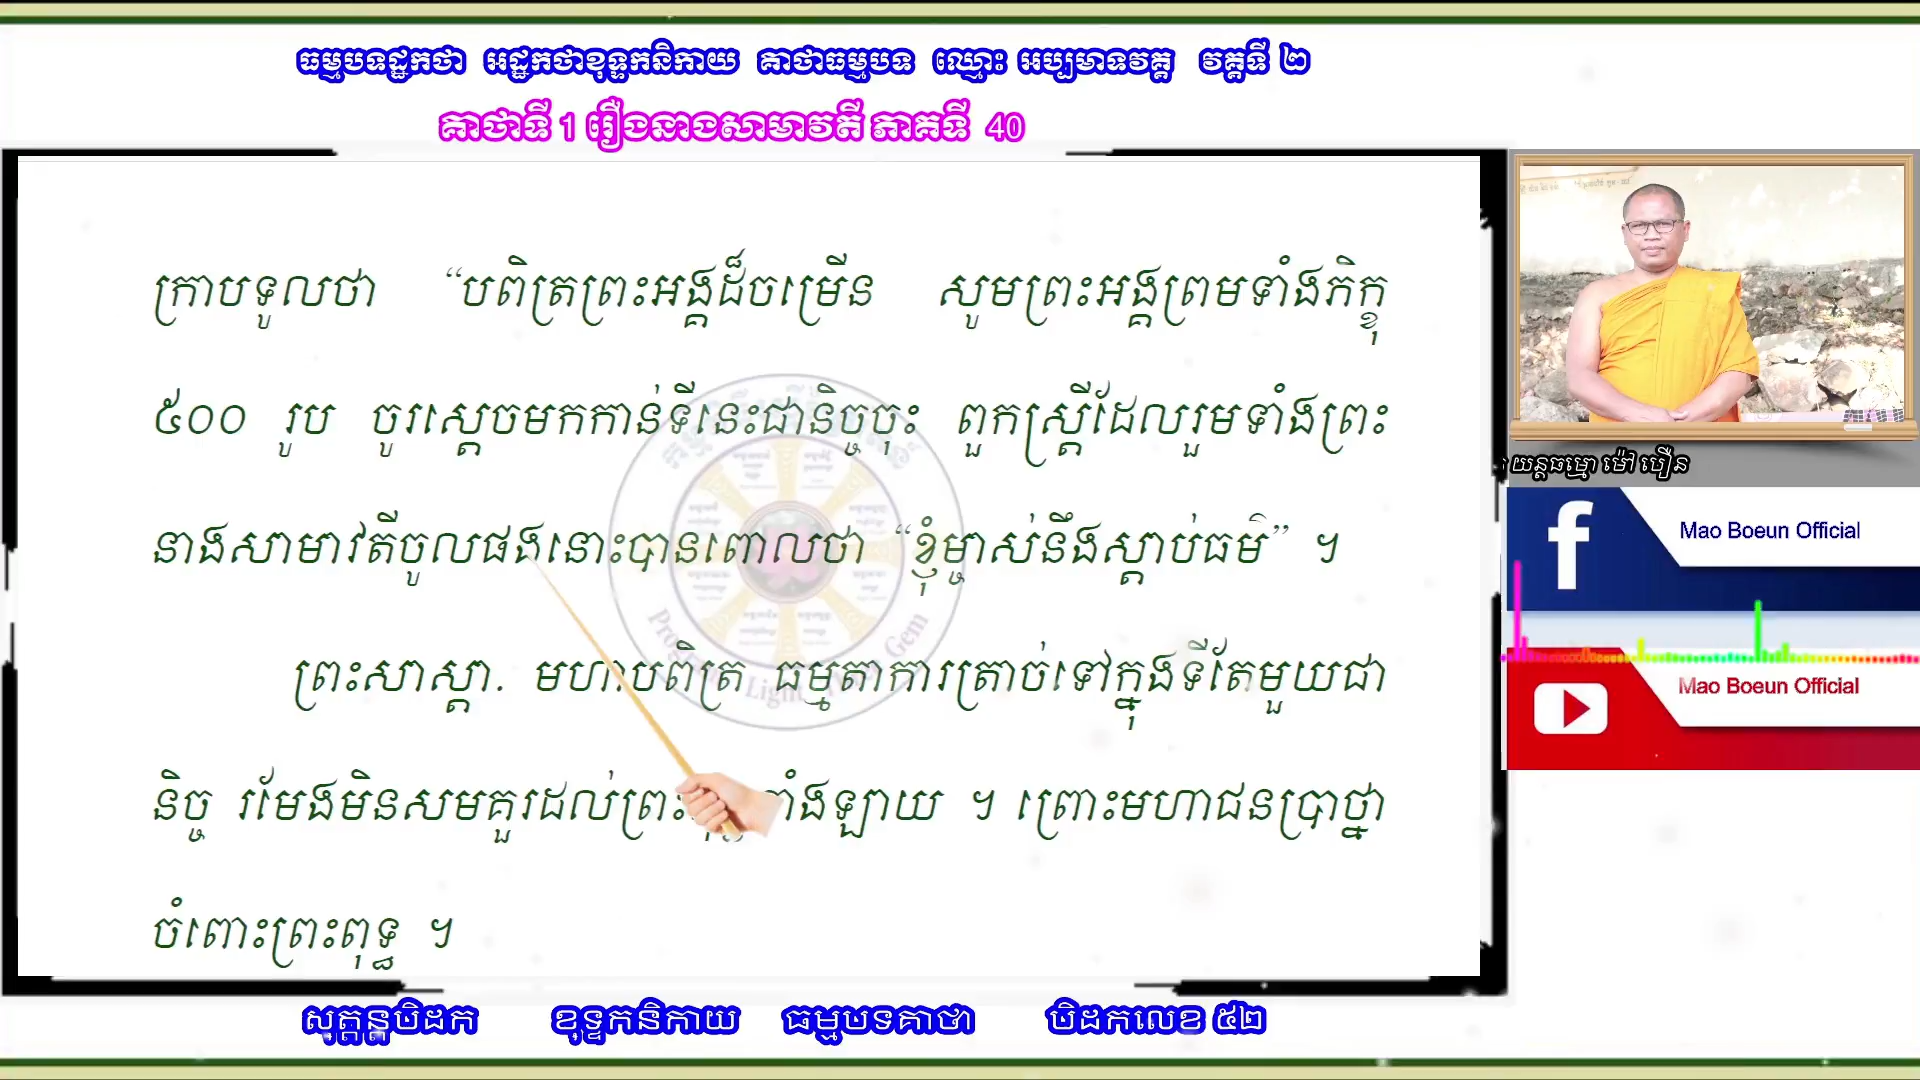 ធម្មបទដ្ឋកថា អដ្ឋកថាខុទ្ទកនិកាយ គាថាធម្មបទ ឈ្មោះ អប្បមាទវគ្គ វគ្គទី ២
គាថាទី 1 រឿងនាងសាមាវតី ភាគទី 40
ក្រាបទូលថា “បពិត្រព្រះអង្គដ៏ចម្រើន សូមព្រះអង្គព្រមទាំងភិក្ខុ
៥០០ រូប ចូរស្តេចមកកាន់ទីនេះជានិច្ចចុះ ពួកស្ត្រីដែលរួមទាំងព្រះ
នាងសាមាវតីចូលផងនោះបានពោលថា “ខ្ញុំម្ចាស់នឹងស្តាប់ធម៌” ។
ព្រះសាស្តា. មហាបពិត្រ ធម្មតាការត្រាច់ទៅក្នុងទីតែមួយជា
និច្ច រមែងមិនសមគួរដល់ព្រះ ទាំងឡាយ ។ ព្រោះមហាជនប្រាថ្នា
ចំពោះព្រះពុទ្ធ ។
សុត្តន្តបិដក ខុទ្ទកនិកាយ ធម្មបទគាថា បិដកលេខ ៥២
យន្តធម្មោ ម៉ៅ បឿន
Mao Boeun Official
Mao Boeun Official